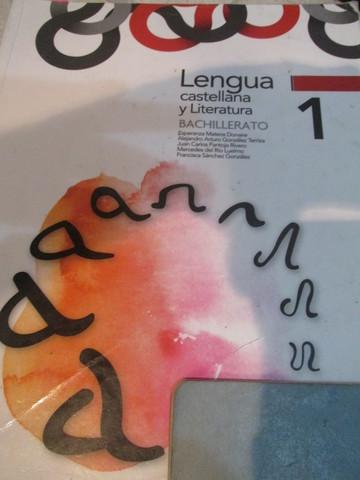 Lengua
castellana
y Literatura
1
BACHILLERATO
Esperanza Mateos Donaire
Alejandro Arturo González Terriza
Juan Carlos Pantoja Rivero
Mercedes del Río Luelmo
Francisca Sánchez González